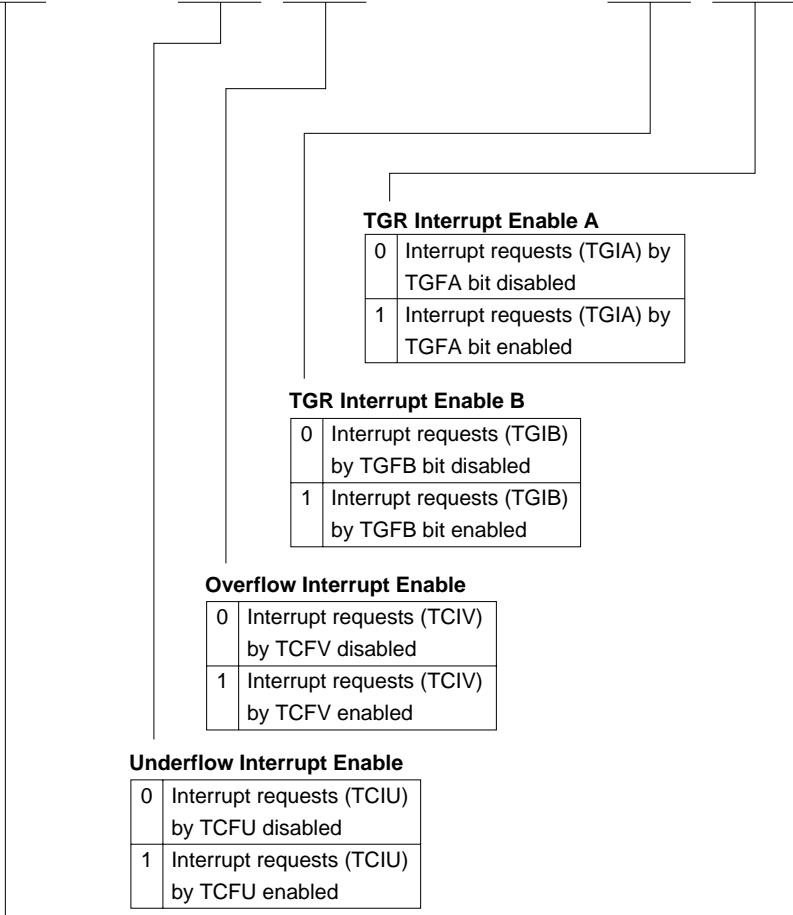 TGR Interrupt Enable A
0 Interrupt requests (TGIA) by
TGFA bit disabled
1 Interrupt requests (TGIA) by
TGFA bit enabled
TGR Interrupt Enable B
0 Interrupt requests (TGIB)
by TGFB bit disabled
1 Interrupt requests (TGIB)
by TGFB bit enabled
Overflow Interrupt Enable
0 Interrupt requests (TCIV)
by TCFV disabled
1 Interrupt requests (TCIV)
by TCFV enabled
Underflow Interrupt Enable
0 Interrupt requests (TCIU)
by TCFU disabled
1 Interrupt requests (TCIU)
by TCFU enabled